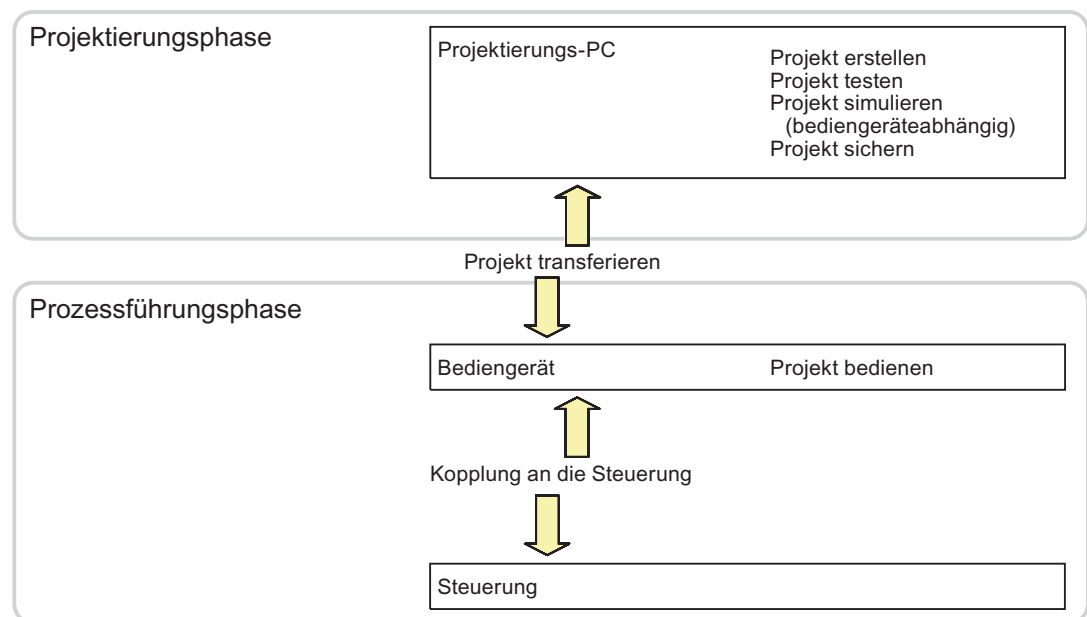 Projektierungsphase
Projektierungs-PC
Projekt erstellen
Projekt testen
Projekt simulieren
(bediengeräteabhängig)
Projekt sichern
Projekt transferieren
Prozessführungsphase
Bediengerät
Projekt bedienen
Kopplung an die Steuerung
Steuerung